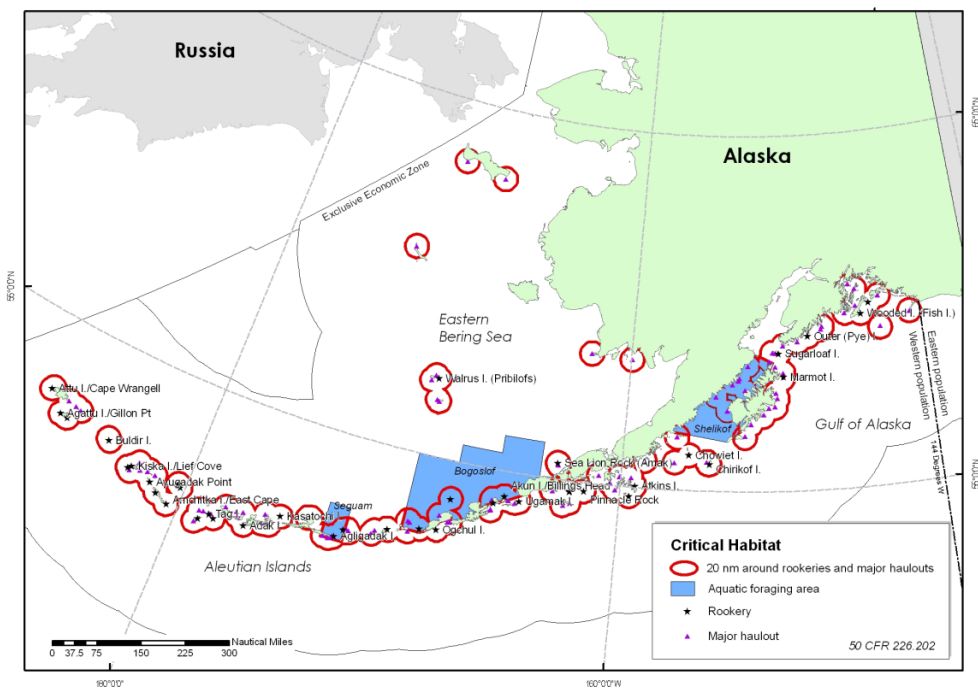 Russia
Alaska
65°0'0"N
Exclusive Economic Zone
55°0'0"N
Eastern
Bering Sea
Wooded I. (Fish I.)
Outer (Pye) I.
Sugarloaf I.
Marmot I.
Eastern population
Western population
144 Degrees W
Walrus I. (Pribilofs)
Attu I./Cape Wrangell
Agattu I./Gillon Pt
Shelikof
Gulf of Alaska
Buldir I.
Chowiet I.
Chirikof I.
Kiska I./Lief Cove
Bogoslof
Sea Lion Rock (Amak)
Ayugadak Point
Akun I./Billings Head
Atkins I.
Amchitka I./East Cape
Ugamak I.
Pinnacle Rock
Seguam
Tag I.
Kasatochi I.
Adak I.
Agligadak I.
Ogchul I.
Aleutian Islands
Critical Habitat
20 nm around rookeries and major haulouts
Aquatic foraging area
Rookery
Major haulout
50 CFR 226.202
Nautical Miles
0 37.5 75 150 225 300
180°0'0"
160°0'0"W